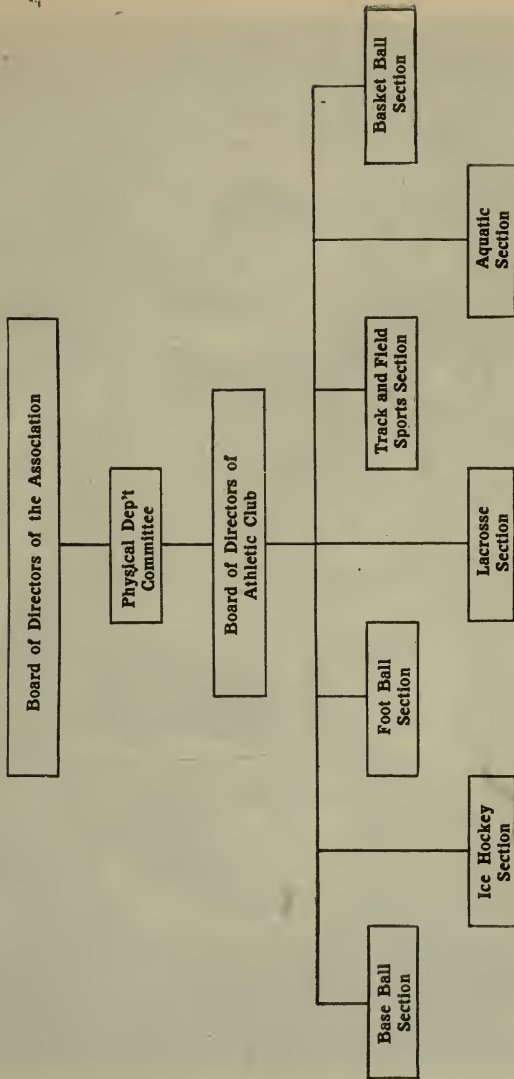 Board of Directors of the Association
Physical Dep't
Committee
Board of Directors of
Athletic Club
Base Ball
Section
Foot Ball
Section
Track and Field
Sports Section
Basket Ball
Section
Ice Hockey
Section
Lacrosse
Section
Aquatic
Section